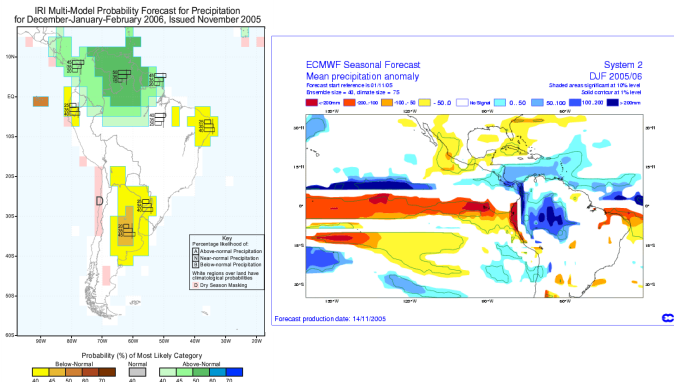 IRI Multi-Model Probability Forecast for Precipitation
for December-January-February 2006, Issued November 2005
10N
EQ
10S
20S
30S
40S
50S
60S
90W 80W 70W 60W 50W 40W 30W 20W
D
Key
Percentage likelihood of:
A Above-normal Precipitation
N Near-normal Precipitation
B Below-normal Precipitation
White regions over land have
climatological probabilities
D Dry Season Masking
Probability (%) of Most Likely Category
Below-Normal Normal Above-Normal
40 45 50 60 70 40 40 45 50 60 70
ECMWF Seasonal Forecast System 2
Mean precipitation anomaly DJF 2005/06
Forecast start reference is 01/11/05 Shaded areas significant at 10% level
Ensemble size = 40, climate size = 75 Solid contour at 1% level
<-200mm -200..-100 -100..-50 -50..0 No Signal 0..50 50..100 100..200 > 200mm
Forecast production date: 14/11/2005